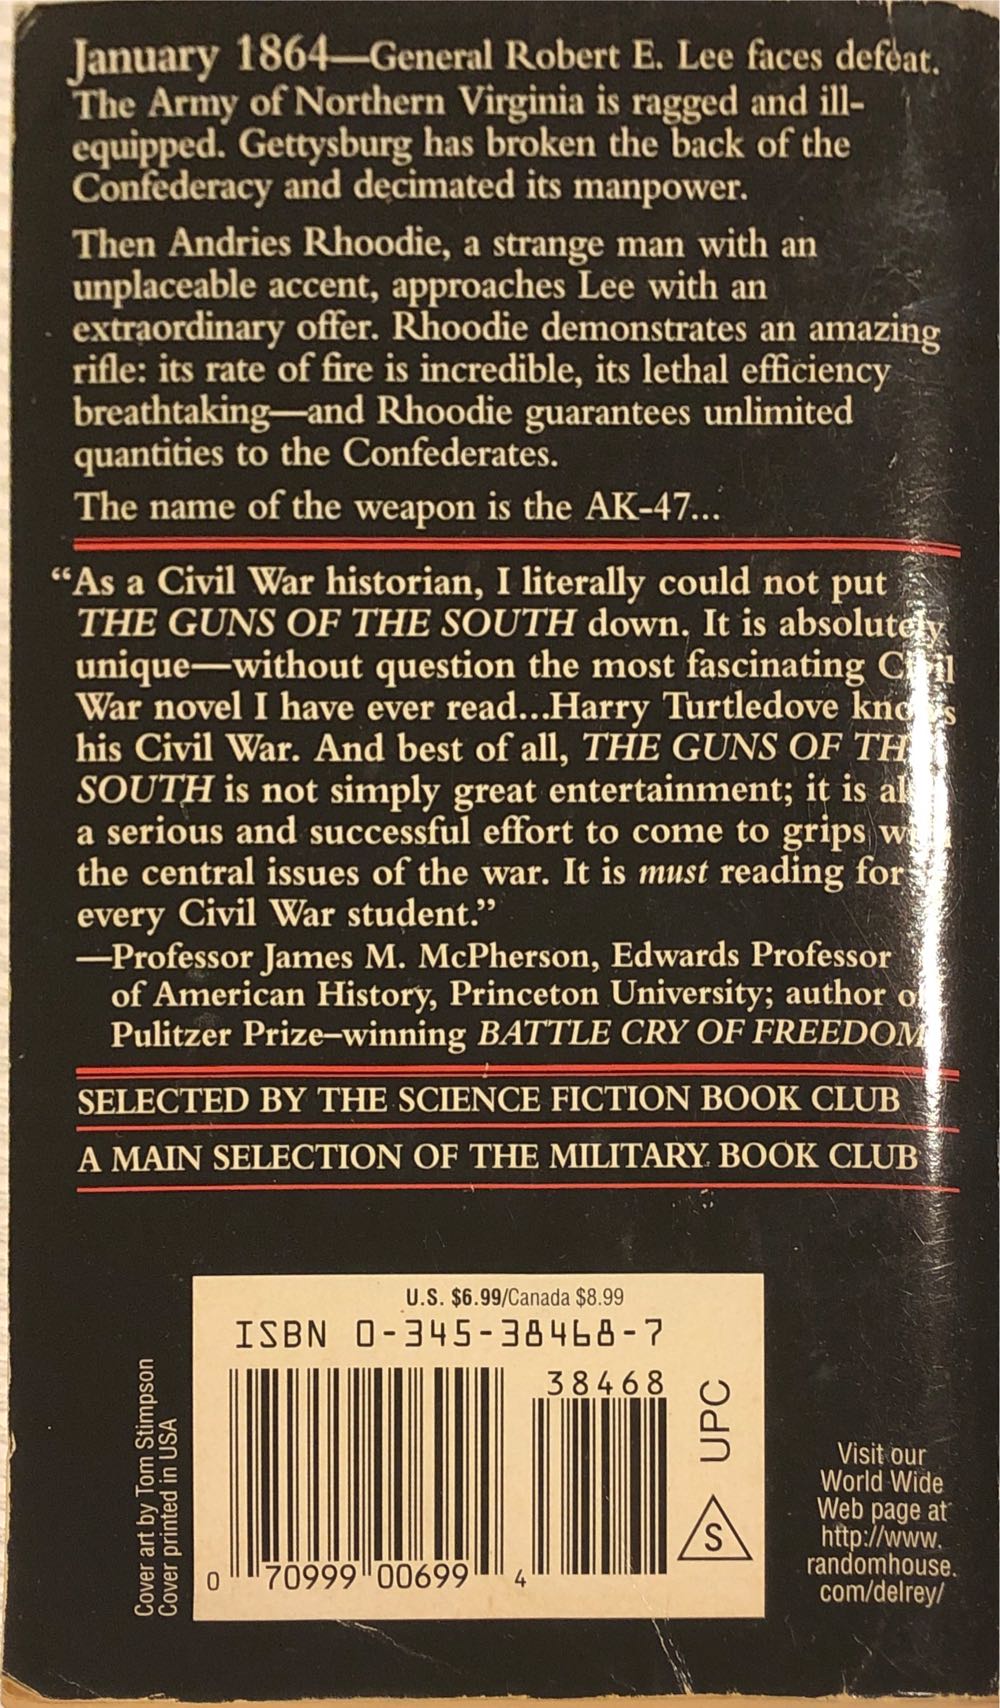 January 1864—General Robert E. Lee faces defeat.
The Army of Northern Virginia is ragged and ill-
equipped. Gettysburg has broken the back of the
Confederacy and decimated its manpower.
Then Andries Rhoodie, a strange man with an
unplaceable accent, approaches Lee with an
extraordinary offer. Rhoodie demonstrates an amazing
rifle: its rate of fire is incredible, its lethal efficiency
breathtaking—and Rhoodie guarantees unlimited
quantities to the Confederates.
The name of the weapon is the AK-47...
“As a Civil War historian, I literally could not put
THE GUNS OF THE SOUTH down. It is absolutely
unique—without question the most fascinating Civil
War novel I have ever read...Harry Turtledove knows
his Civil War. And best of all, THE GUNS OF THE
SOUTH is not simply great entertainment; it is also
a serious and successful effort to come to grips with
the central issues of the war. It is must reading for
every Civil War student.”
—Professor James M. McPherson, Edwards Professor
of American History, Princeton University; author of
Pulitzer Prize–winning BATTLE CRY OF FREEDOM
SELECTED BY THE SCIENCE FICTION BOOK CLUB
A MAIN SELECTION OF THE MILITARY BOOK CLUB
U.S. $6.99/Canada $8.99
ISBN 0-345-38468-7
38468
UPC
S
0 70999 00699 4
Cover art by Tom Stimpson
Cover printed in USA
Visit our
World Wide
Web page at
http://www.
randomhouse.
com/delrey/